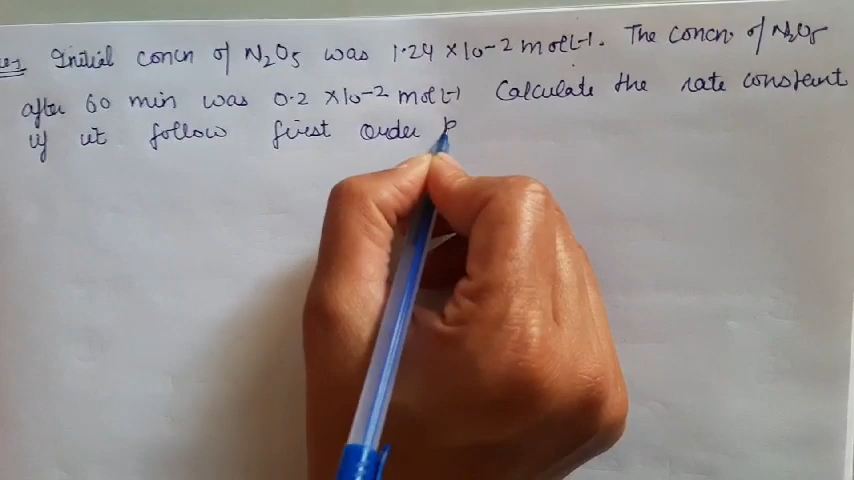 Initial concn of N2O5 was 1.24 ×10-2 mol L-1. The concn. of N2O5
after 60 min was 0.2 ×10-2 mol L-1 Calculate the rate constant
if it follow first order